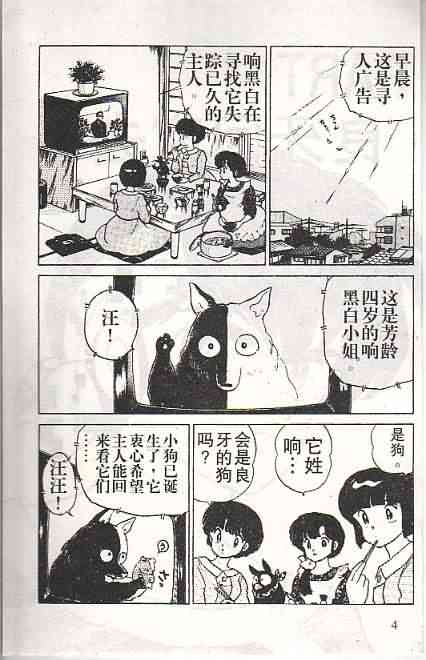 早晨，
这是寻
人广告
响黑白在
寻找它失
踪已久的
主人。
这是芳龄
四岁的响
黑白小姐。
汪！
是狗。
它姓
响…
会是良
牙的狗
吗？
小狗已诞
生了，它
衷心希望
主人能回
来看它们
……
汪汪！
4